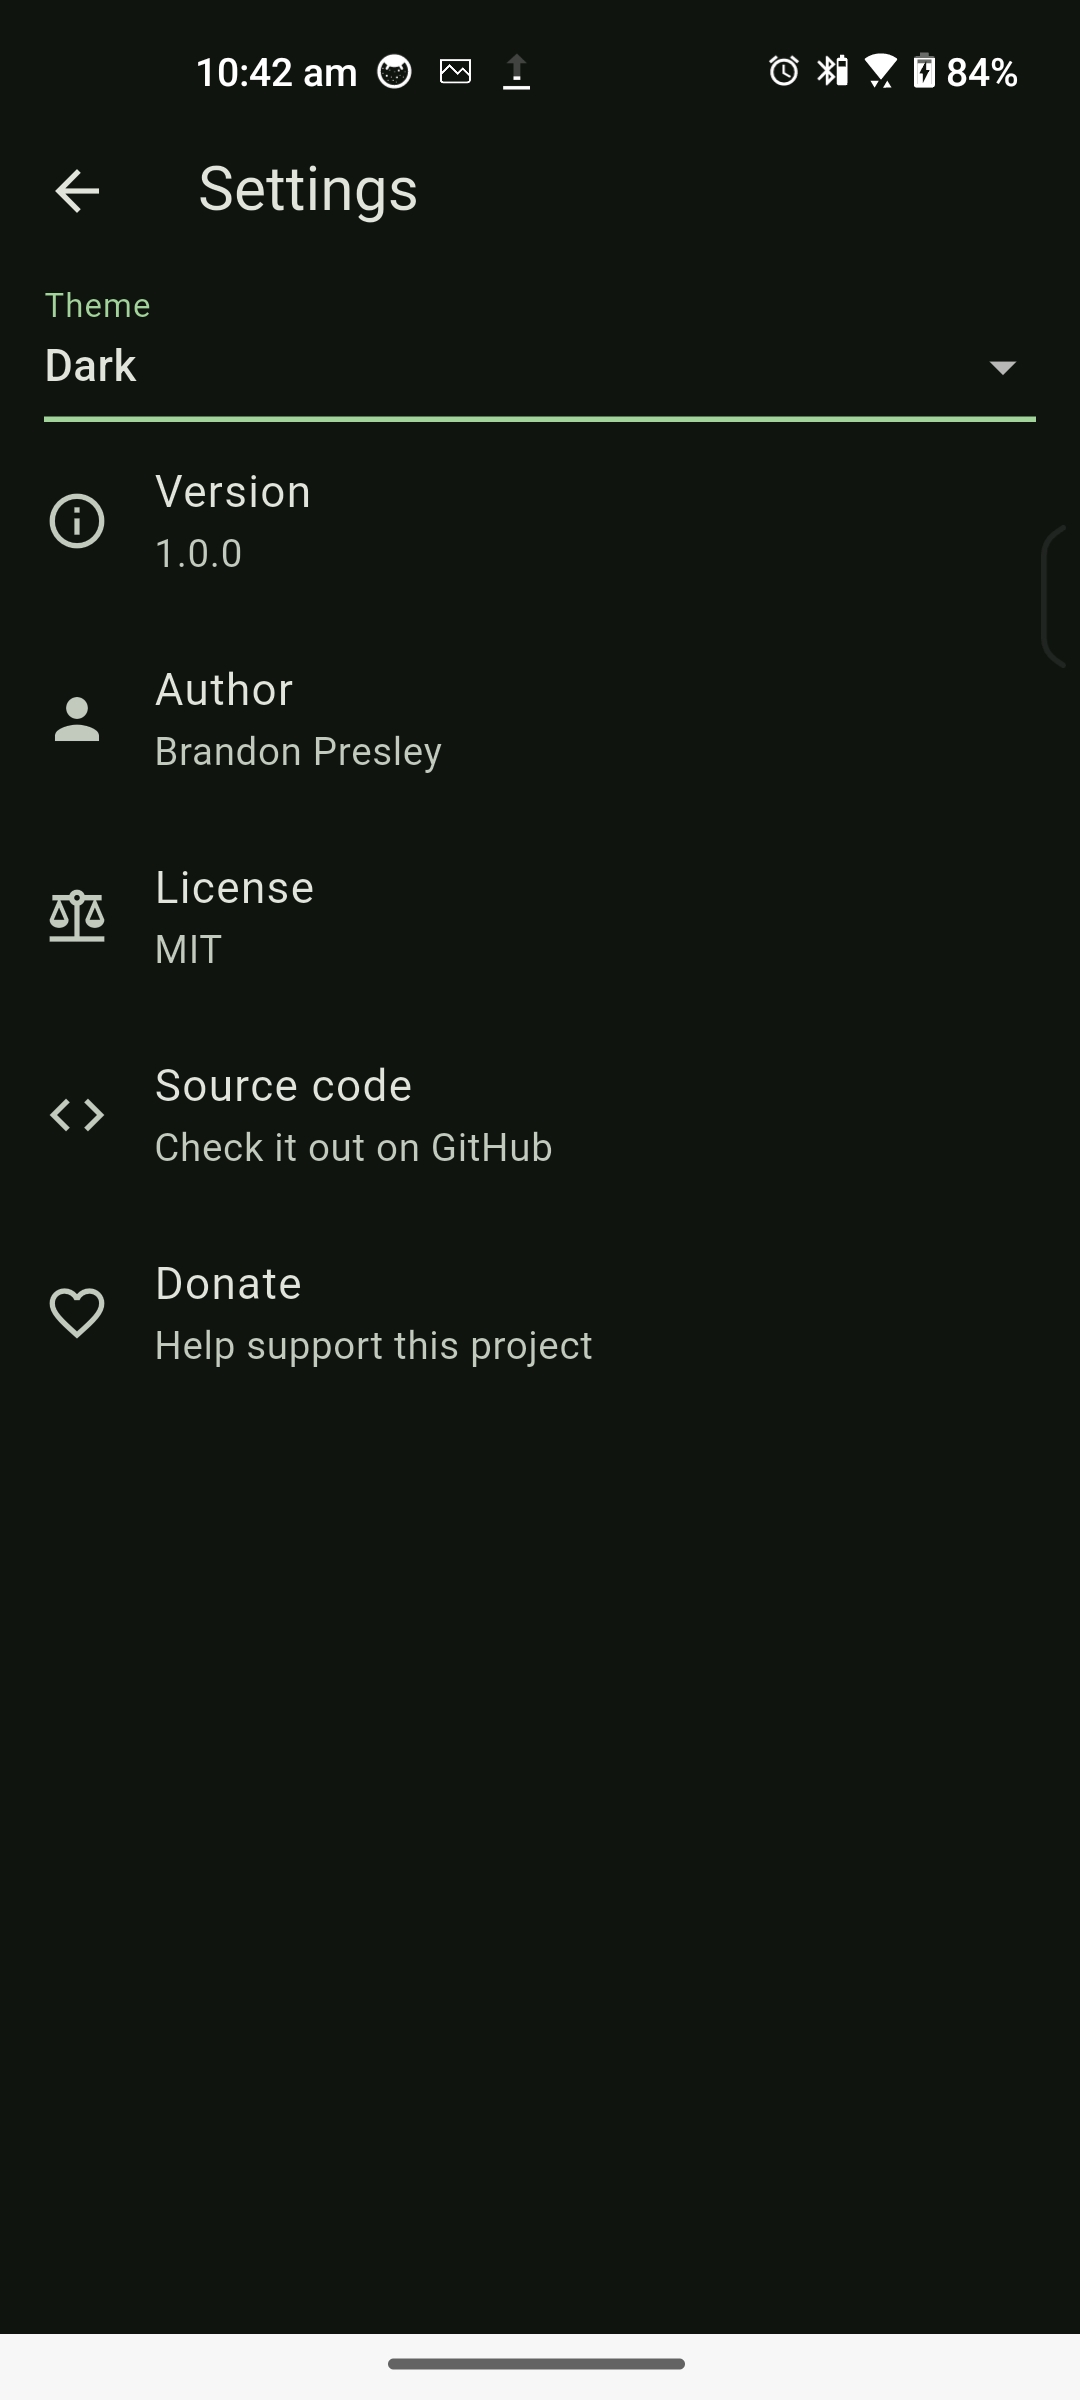 10:42 am 84%
Settings
Theme
Dark
Version
1.0.0
Author
Brandon Presley
License
MIT
Source code
Check it out on GitHub
Donate
Help support this project